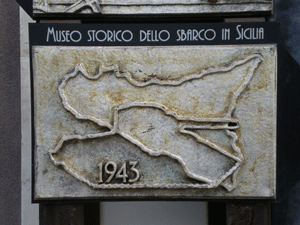 MUSEO STORICO DELLO SBARCO IN SICILIA
1943